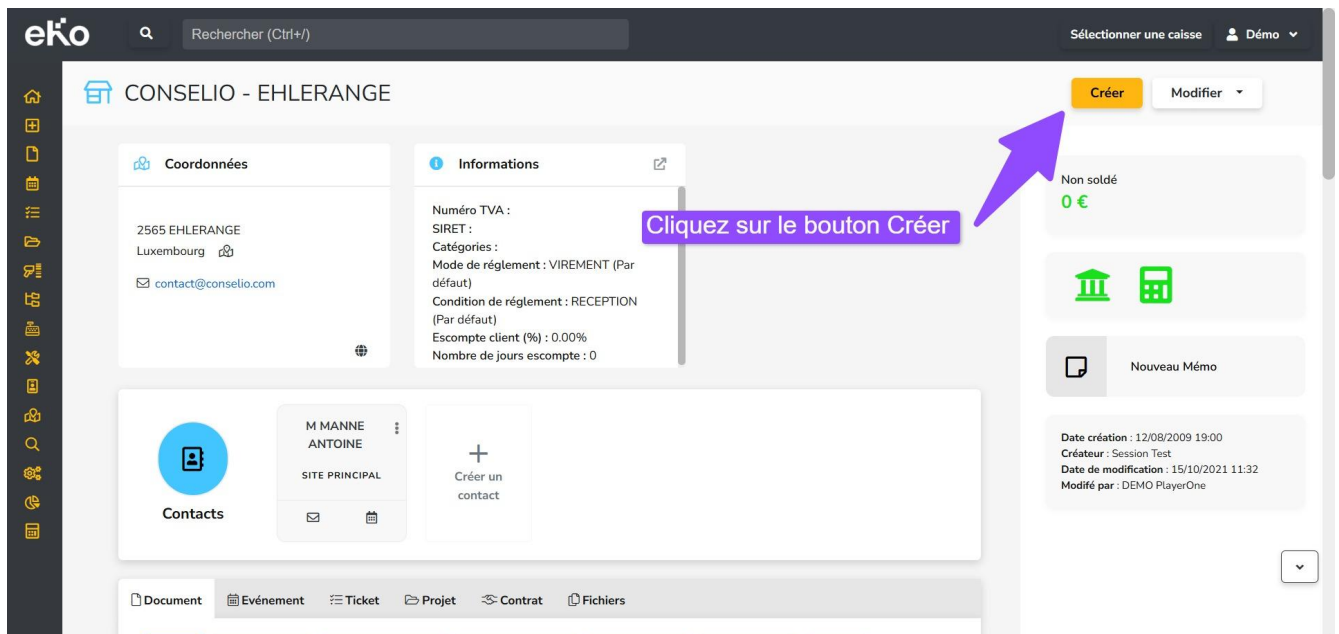 eko
Rechercher (Ctrl+/)
Sélectionner une caisse
Démo
CONSELIO - EHLERANGE
Créer
Modifier
Coordonnées
2565 EHLERANGE
Luxembourg
contact@conselio.com
Informations
Numéro TVA :
SIRET :
Catégories :
Mode de réglement : VIREMENT (Par
défaut)
Condition de réglement : RECEPTION
(Par défaut)
Escompte client (%) : 0.00%
Nombre de jours escompte : 0
Cliquez sur le bouton Créer
Non soldé
0 €
Nouveau Mémo
Date création : 12/08/2009 19:00
Créateur : Session Test
Date de modification : 15/10/2021 11:32
Modifé par : DEMO PlayerOne
Contacts
M MANNE
ANTOINE
SITE PRINCIPAL
Créer un
contact
Document
Evénement
Ticket
Projet
Contrat
Fichiers